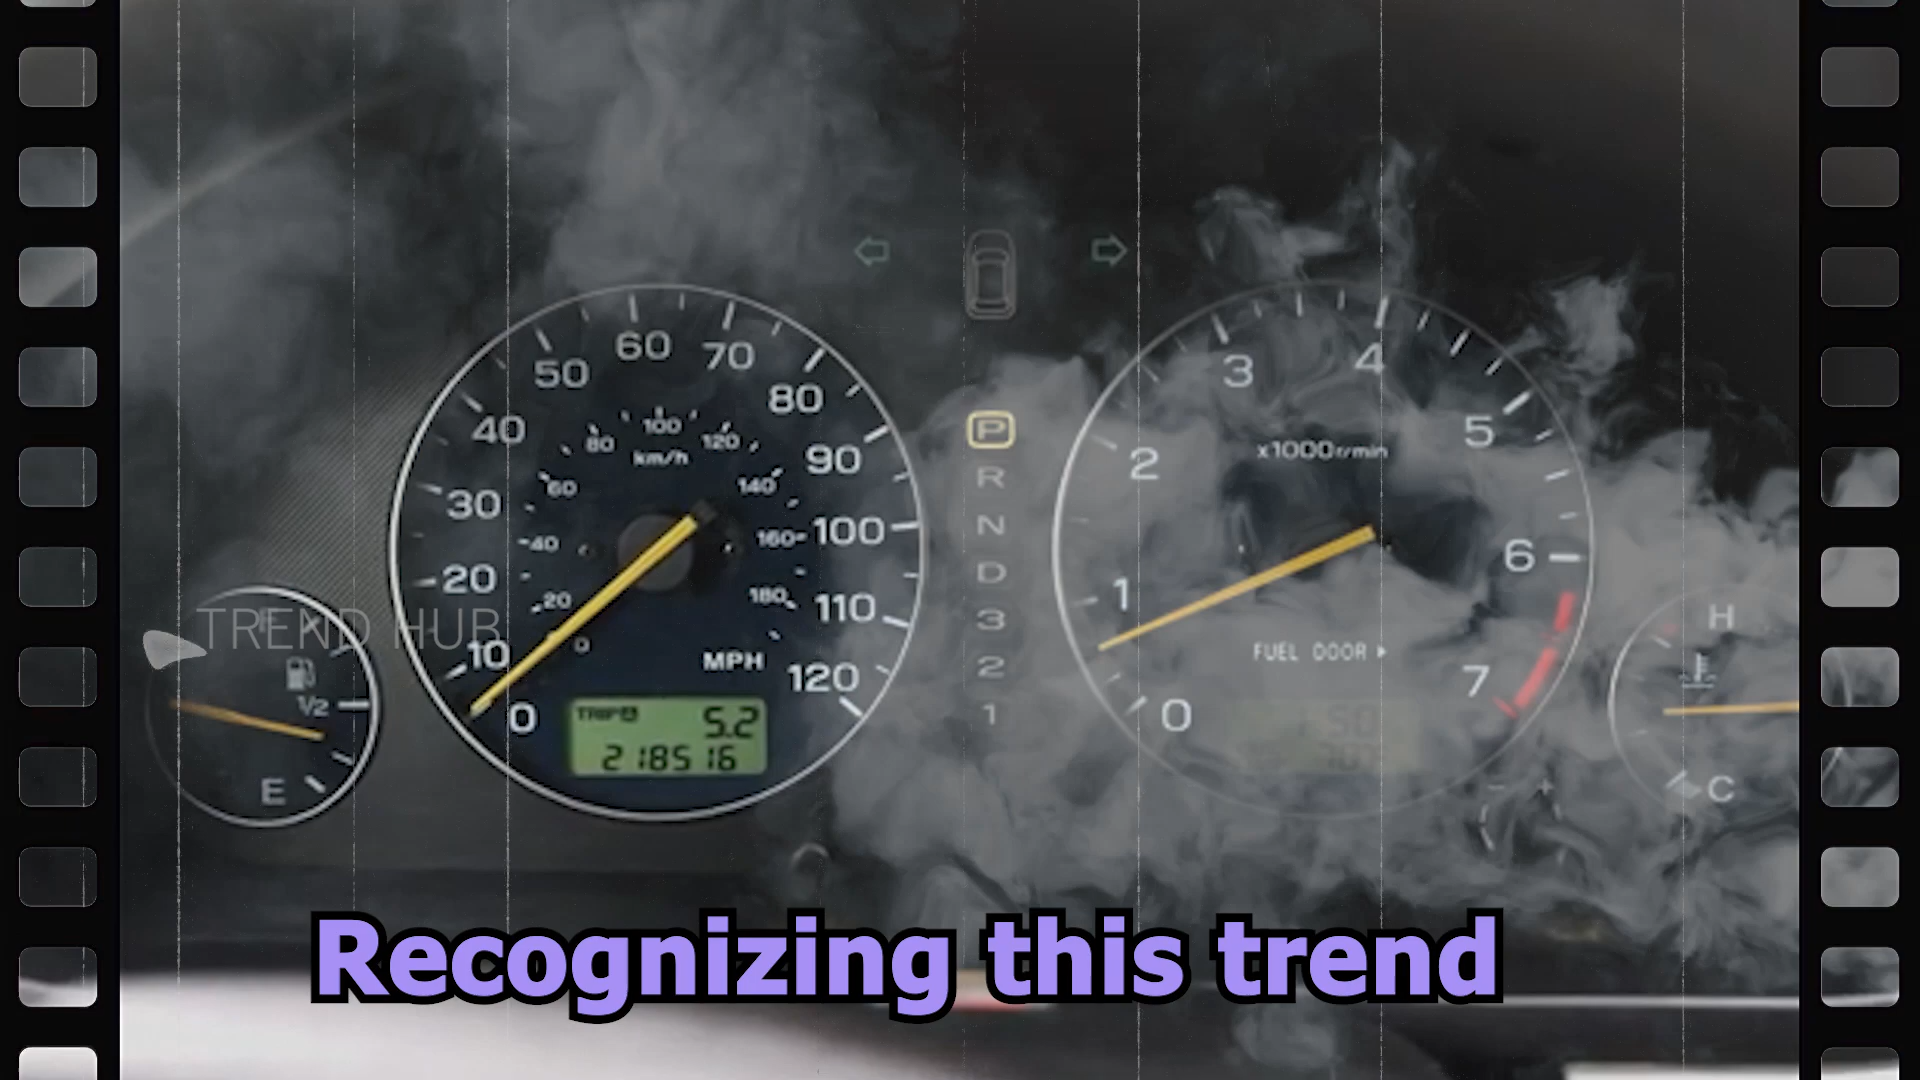 60
50
70
40
80
100
80
120
km/h
30
90
60
140
20
40
160
100
20
180
110
10
0
MPH
120
0
TRIP A 5.2
218516
P
R
N
D
3
2
1
3
4
2
5
x1000r/min
1
6
FUEL DOOR
0
7
TREND HUB
1/2
E
H
C
Recognizing this trend